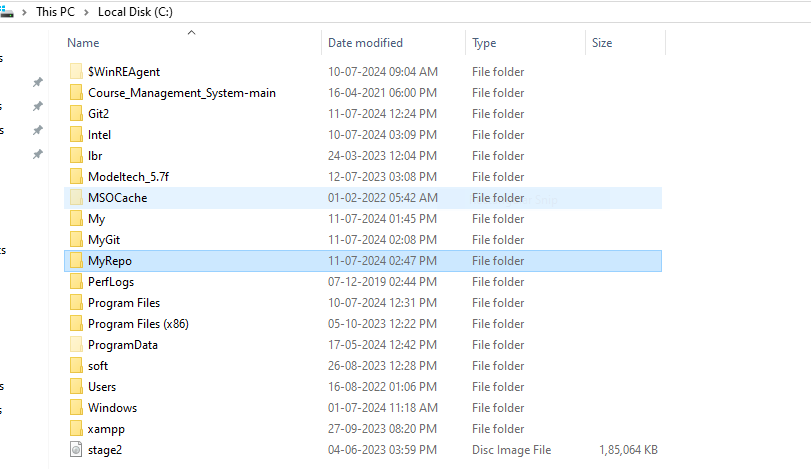 This PC > Local Disk (C:)
Name Date modified Type Size
$WinREAgent 10-07-2024 09:04 AM File folder
Course_Management_System-main 16-04-2021 06:00 PM File folder
Git2 11-07-2024 12:24 PM File folder
Intel 10-07-2024 03:09 PM File folder
lbr 24-03-2023 12:04 PM File folder
Modeltech_5.7f 12-07-2023 03:08 PM File folder
MSOCache 01-02-2022 05:42 AM File folder
My 11-07-2024 01:45 PM File folder
MyGit 11-07-2024 02:08 PM File folder
MyRepo 11-07-2024 02:47 PM File folder
PerfLogs 07-12-2019 02:44 PM File folder
Program Files 10-07-2024 12:31 PM File folder
Program Files (x86) 05-10-2023 12:22 PM File folder
ProgramData 17-05-2024 12:42 PM File folder
soft 26-08-2023 12:28 PM File folder
Users 16-08-2022 01:06 PM File folder
Windows 01-07-2024 11:18 AM File folder
xampp 27-09-2023 08:20 PM File folder
stage2 04-06-2023 03:59 PM Disc Image File 1,85,064 KB